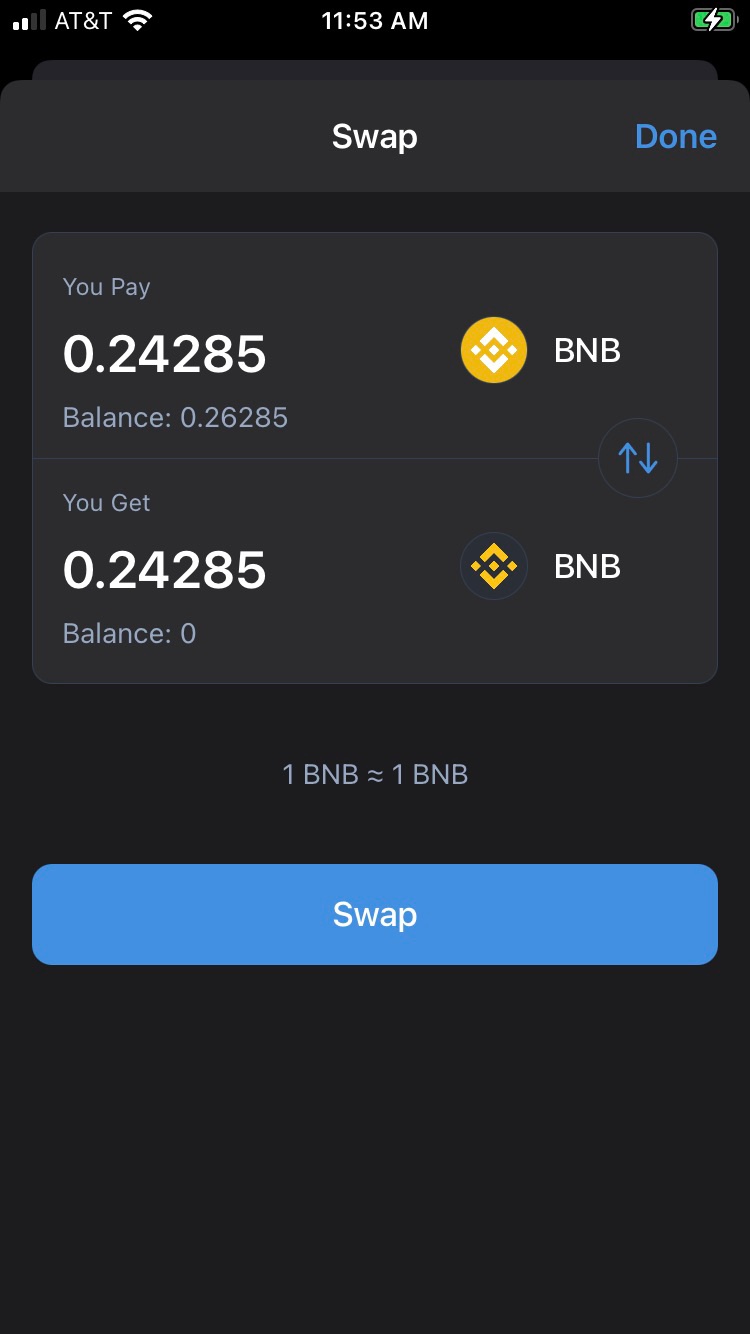 AT&T 11:53 AM
Swap Done
You Pay
0.24285 BNB
Balance: 0.26285
You Get
0.24285 BNB
Balance: 0
1 BNB ≈ 1 BNB
Swap